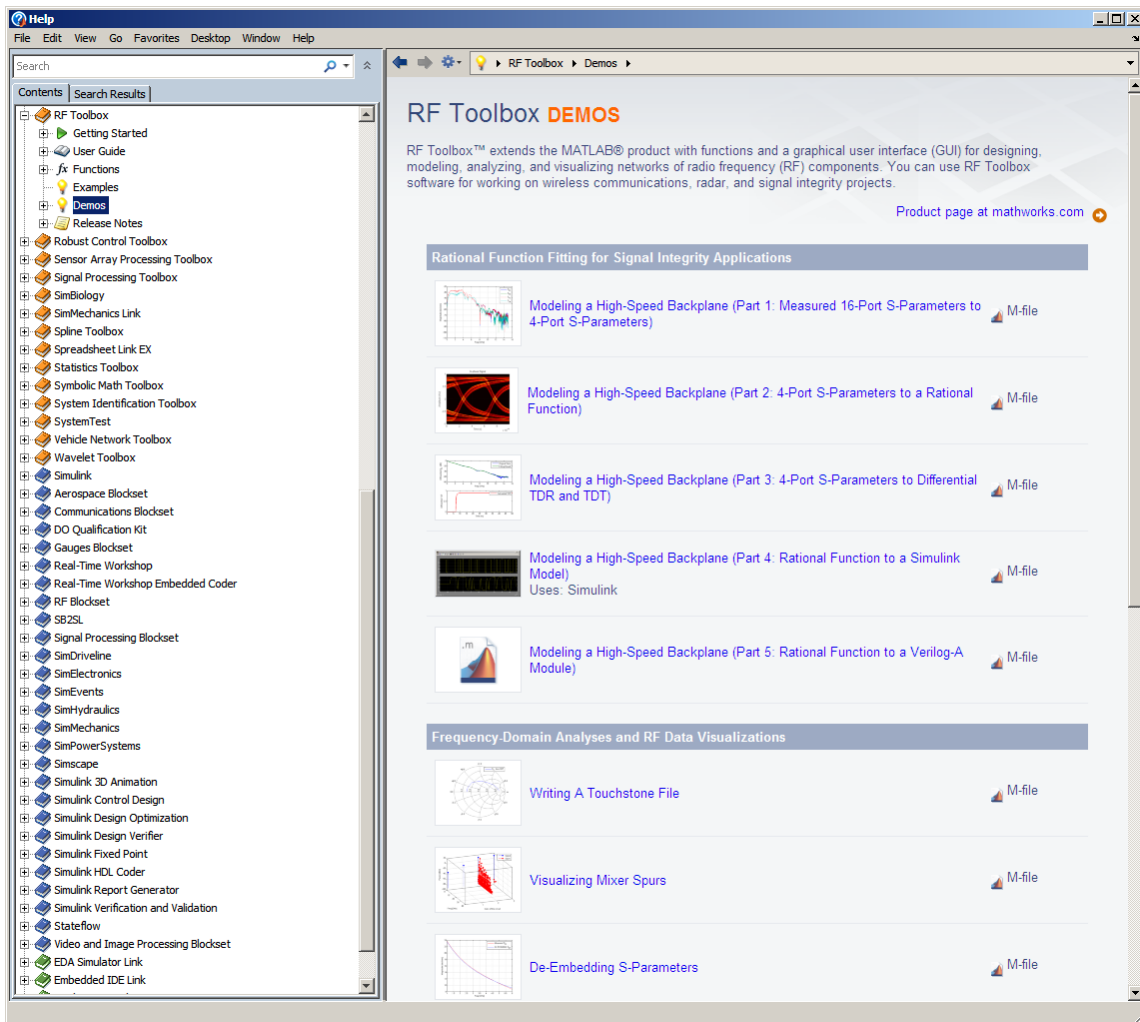 Help
File Edit View Go Favorites Desktop Window Help
Search
Contents Search Results
RF Toolbox
Getting Started
User Guide
fx Functions
Examples
Demos
Release Notes
Robust Control Toolbox
Sensor Array Processing Toolbox
Signal Processing Toolbox
SimBiology
SimMechanics Link
Spline Toolbox
Spreadsheet Link EX
Statistics Toolbox
Symbolic Math Toolbox
System Identification Toolbox
SystemTest
Vehicle Network Toolbox
Wavelet Toolbox
Simulink
Aerospace Blockset
Communications Blockset
DO Qualification Kit
Gauges Blockset
Real-Time Workshop
Real-Time Workshop Embedded Coder
RF Blockset
SB2SL
Signal Processing Blockset
SimDriveline
SimElectronics
SimEvents
SimHydraulics
SimMechanics
SimPowerSystems
Simscape
Simulink 3D Animation
Simulink Control Design
Simulink Design Optimization
Simulink Design Verifier
Simulink Fixed Point
Simulink HDL Coder
Simulink Report Generator
Simulink Verification and Validation
Stateflow
Video and Image Processing Blockset
EDA Simulator Link
Embedded IDE Link
RF Toolbox Demos
RF Toolbox DEMOS
RF Toolbox™ extends the MATLAB® product with functions and a graphical user interface (GUI) for designing,
modeling, analyzing, and visualizing networks of radio frequency (RF) components. You can use RF Toolbox
software for working on wireless communications, radar, and signal integrity projects.
Product page at mathworks.com
Rational Function Fitting for Signal Integrity Applications
Modeling a High-Speed Backplane (Part 1: Measured 16-Port S-Parameters to
4-Port S-Parameters)
M-file
Modeling a High-Speed Backplane (Part 2: 4-Port S-Parameters to a Rational
Function)
M-file
Modeling a High-Speed Backplane (Part 3: 4-Port S-Parameters to Differential
TDR and TDT)
M-file
Modeling a High-Speed Backplane (Part 4: Rational Function to a Simulink
Model)
Uses: Simulink
M-file
.m
Modeling a High-Speed Backplane (Part 5: Rational Function to a Verilog-A
Module)
M-file
Frequency-Domain Analyses and RF Data Visualizations
Writing A Touchstone File
M-file
Visualizing Mixer Spurs
M-file
De-Embedding S-Parameters
M-file